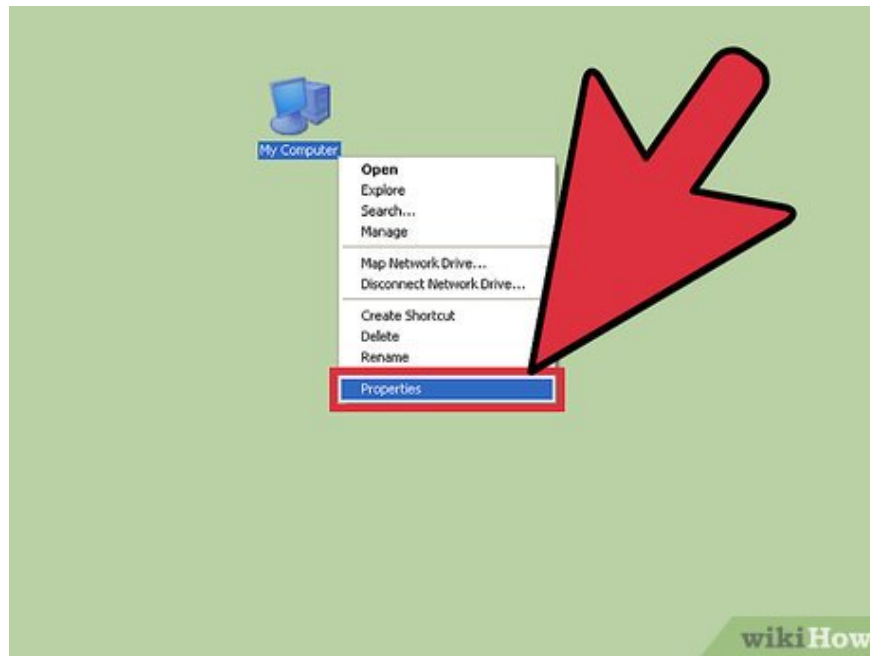 My Computer
Open
Explore
Search...
Manage
Map Network Drive...
Disconnect Network Drive...
Create Shortcut
Delete
Rename
Properties
wikiHow